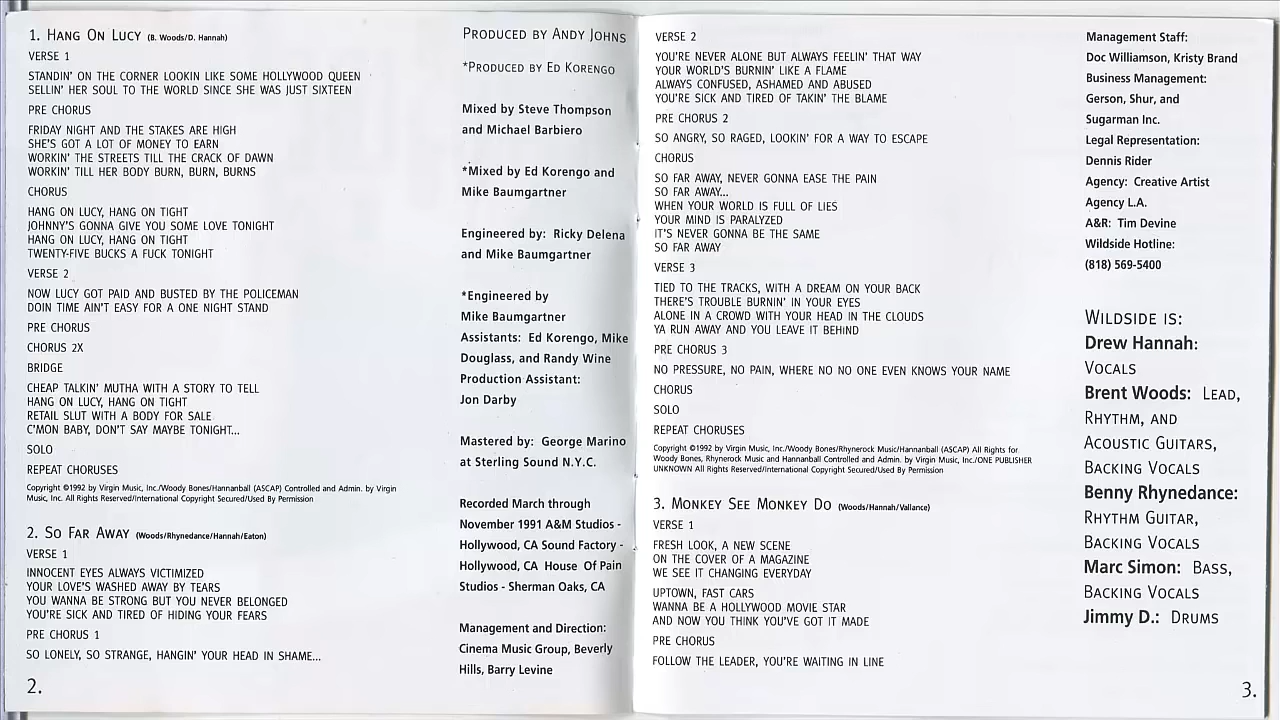 1. HANG ON LUCY (B. Woods/D. Hannah)
VERSE 1
STANDIN' ON THE CORNER LOOKIN LIKE SOME HOLLYWOOD QUEEN
SELLIN' HER SOUL TO THE WORLD SINCE SHE WAS JUST SIXTEEN
PRE CHORUS
FRIDAY NIGHT AND THE STAKES ARE HIGH
SHE'S GOT A LOT OF MONEY TO EARN
WORKIN' THE STREETS TILL THE CRACK OF DAWN
WORKIN' TILL HER BODY BURN, BURN, BURNS
CHORUS
HANG ON LUCY, HANG ON TIGHT
JOHNNY'S GONNA GIVE YOU SOME LOVE TONIGHT
HANG ON LUCY, HANG ON TIGHT
TWENTY-FIVE BUCKS A FUCK TONIGHT
VERSE 2
NOW LUCY GOT PAID AND BUSTED BY THE POLICEMAN
DOIN TIME AIN'T EASY FOR A ONE NIGHT STAND
PRE CHORUS
CHORUS 2X
BRIDGE
CHEAP TALKIN' MUTHA WITH A STORY TO TELL
HANG ON LUCY, HANG ON TIGHT
RETAIL SLUT WITH A BODY FOR SALE
C'MON BABY, DON'T SAY MAYBE TONIGHT...
SOLO
REPEAT CHORUSES
Copyright ©1992 by Virgin Music, Inc./Woody Bones/Hannanball (ASCAP) Controlled and Admin. by Virgin
Music, Inc. All Rights Reserved/International Copyright Secured/Used By Permission
2. SO FAR AWAY (Woods/Rhynedance/Hannah/Eaton)
VERSE 1
INNOCENT EYES ALWAYS VICTIMIZED
YOUR LOVE'S WASHED AWAY BY TEARS
YOU WANNA BE STRONG BUT YOU NEVER BELONGED
YOU'RE SICK AND TIRED OF HIDING YOUR FEARS
PRE CHORUS 1
SO LONELY, SO STRANGE, HANGIN' YOUR HEAD IN SHAME...
2.
PRODUCED BY ANDY JOHNS
*PRODUCED BY ED KORENGO
Mixed by Steve Thompson
and Michael Barbiero
*Mixed by Ed Korengo and
Mike Baumgartner
Engineered by: Ricky Delena
and Mike Baumgartner
*Engineered by
Mike Baumgartner
Assistants: Ed Korengo, Mike
Douglass, and Randy Wine
Production Assistant:
Jon Darby
Mastered by: George Marino
at Sterling Sound N.Y.C.
Recorded March through
November 1991 A&M Studios -
Hollywood, CA Sound Factory -
Hollywood, CA House Of Pain
Studios - Sherman Oaks, CA
Management and Direction:
Cinema Music Group, Beverly
Hills, Barry Levine
VERSE 2
YOU'RE NEVER ALONE BUT ALWAYS FEELIN' THAT WAY
YOUR WORLD'S BURNIN' LIKE A FLAME
ALWAYS CONFUSED, ASHAMED AND ABUSED
YOU'RE SICK AND TIRED OF TAKIN' THE BLAME
PRE CHORUS 2
SO ANGRY, SO RAGED, LOOKIN' FOR A WAY TO ESCAPE
CHORUS
SO FAR AWAY, NEVER GONNA EASE THE PAIN
SO FAR AWAY...
WHEN YOUR WORLD IS FULL OF LIES
YOUR MIND IS PARALYZED
IT'S NEVER GONNA BE THE SAME
SO FAR AWAY
VERSE 3
TIED TO THE TRACKS, WITH A DREAM ON YOUR BACK
THERE'S TROUBLE BURNIN' IN YOUR EYES
ALONE IN A CROWD WITH YOUR HEAD IN THE CLOUDS
YA RUN AWAY AND YOU LEAVE IT BEHIND
PRE CHORUS 3
NO PRESSURE, NO PAIN, WHERE NO NO ONE EVEN KNOWS YOUR NAME
CHORUS
SOLO
REPEAT CHORUSES
Copyright ©1992 by Virgin Music, Inc./Woody Bones/Rhynerock Music/Hannanball (ASCAP) All Rights for
Woody Bones, Rhynerock Music and Hannanball Controlled and Admin. by Virgin Music, Inc./ONE PUBLISHER
UNKNOWN All Rights Reserved/International Copyright Secured/Used By Permission
3. MONKEY SEE MONKEY DO (Woods/Hannah/Vallance)
VERSE 1
FRESH LOOK, A NEW SCENE
ON THE COVER OF A MAGAZINE
WE SEE IT CHANGING EVERYDAY
UPTOWN, FAST CARS
WANNA BE A HOLLYWOOD MOVIE STAR
AND NOW YOU THINK YOU'VE GOT IT MADE
PRE CHORUS
FOLLOW THE LEADER, YOU'RE WAITING IN LINE
Management Staff:
Doc Williamson, Kristy Brand
Business Management:
Gerson, Shur, and
Sugarman Inc.
Legal Representation:
Dennis Rider
Agency: Creative Artist
Agency L.A.
A&R: Tim Devine
Wildside Hotline:
(818) 569-5400
WILDSIDE IS:
Drew Hannah:
VOCALS
Brent Woods: LEAD,
RHYTHM, AND
ACOUSTIC GUITARS,
BACKING VOCALS
Benny Rhynedance:
RHYTHM GUITAR,
BACKING VOCALS
Marc Simon: BASS,
BACKING VOCALS
Jimmy D.: DRUMS
3.